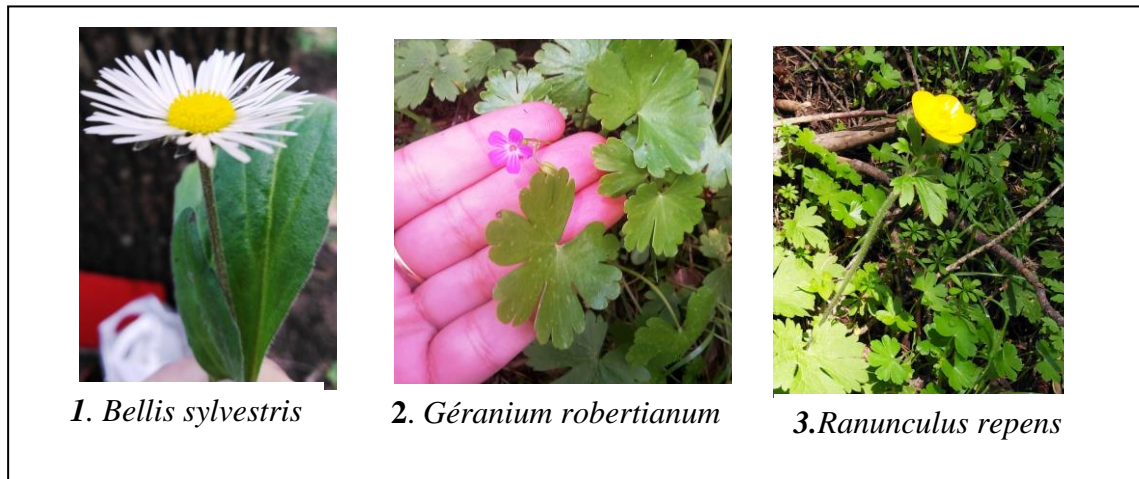 1. Bellis sylvestris
2. Géranium robertianum
3.Ranunculus repens